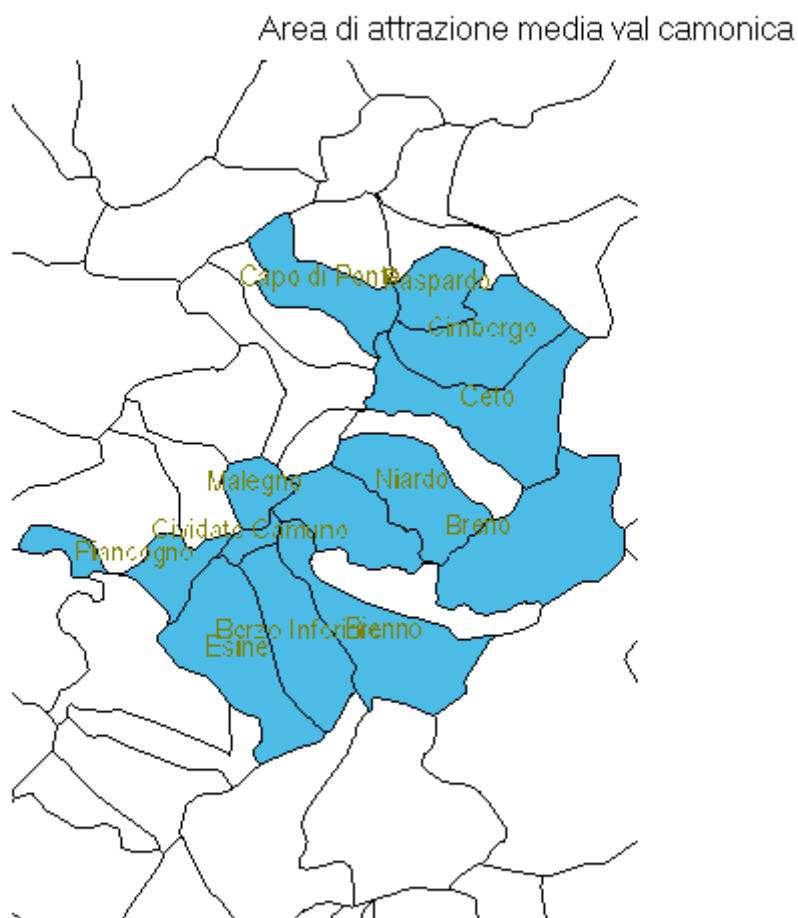 Area di attrazione media val camonica
Capo di Ponte
Paspardo
Cimbergo
Ceto
Malegno
Niardo
Cividate Camuno
Breno
Piancogno
Berzo Inferiore
Bienno
Esine